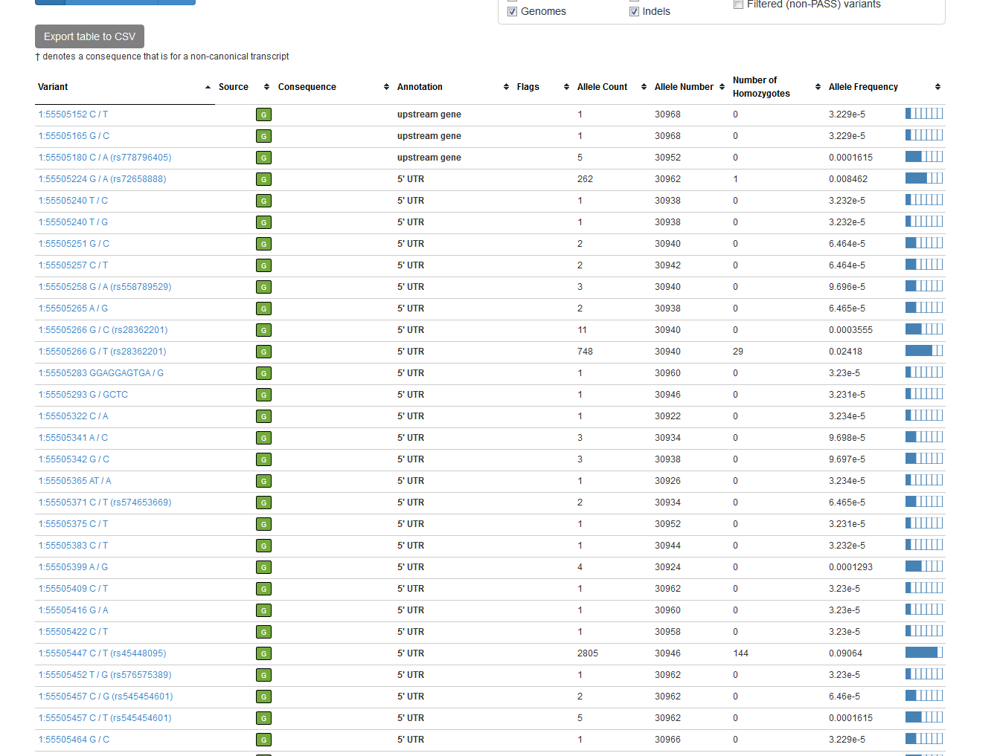 Genomes Indels Filtered (non-PASS) variants
Export table to CSV
† denotes a consequence that is for a non-canonical transcript
Variant Source Consequence Annotation Flags Allele Count Allele Number Number of Homozygotes Allele Frequency
1:55505152 C / T G upstream gene 1 30968 0 3.229e-5
1:55505165 G / C G upstream gene 1 30968 0 3.229e-5
1:55505180 C / A (rs778796405) G upstream gene 5 30952 0 0.0001615
1:55505224 G / A (rs72658888) G 5' UTR 262 30962 1 0.008462
1:55505240 T / C G 5' UTR 1 30938 0 3.232e-5
1:55505240 T / G G 5' UTR 1 30938 0 3.232e-5
1:55505251 G / C G 5' UTR 2 30940 0 6.464e-5
1:55505257 C / T G 5' UTR 2 30942 0 6.464e-5
1:55505258 G / A (rs558789529) G 5' UTR 3 30940 0 9.696e-5
1:55505265 A / G G 5' UTR 2 30938 0 6.465e-5
1:55505266 G / C (rs28362201) G 5' UTR 11 30940 0 0.0003555
1:55505266 G / T (rs28362201) G 5' UTR 748 30940 29 0.02418
1:55505283 GGAGGAGTGA / G G 5' UTR 1 30960 0 3.23e-5
1:55505293 G / GCTC G 5' UTR 1 30946 0 3.231e-5
1:55505322 C / A G 5' UTR 1 30922 0 3.234e-5
1:55505341 A / C G 5' UTR 3 30934 0 9.698e-5
1:55505342 G / C G 5' UTR 3 30938 0 9.697e-5
1:55505365 AT / A G 5' UTR 1 30926 0 3.234e-5
1:55505371 C / T (rs574653669) G 5' UTR 2 30934 0 6.465e-5
1:55505375 C / T G 5' UTR 1 30952 0 3.231e-5
1:55505383 C / T G 5' UTR 1 30944 0 3.232e-5
1:55505399 A / G G 5' UTR 4 30924 0 0.0001293
1:55505409 C / T G 5' UTR 1 30962 0 3.23e-5
1:55505416 G / A G 5' UTR 1 30960 0 3.23e-5
1:55505422 C / T G 5' UTR 1 30958 0 3.23e-5
1:55505447 C / T (rs45448095) G 5' UTR 2805 30946 144 0.09064
1:55505452 T / G (rs576575389) G 5' UTR 1 30962 0 3.23e-5
1:55505457 C / G (rs545454601) G 5' UTR 2 30962 0 6.46e-5
1:55505457 C / T (rs545454601) G 5' UTR 5 30962 0 0.0001615
1:55505464 G / C G 5' UTR 1 30966 0 3.229e-5